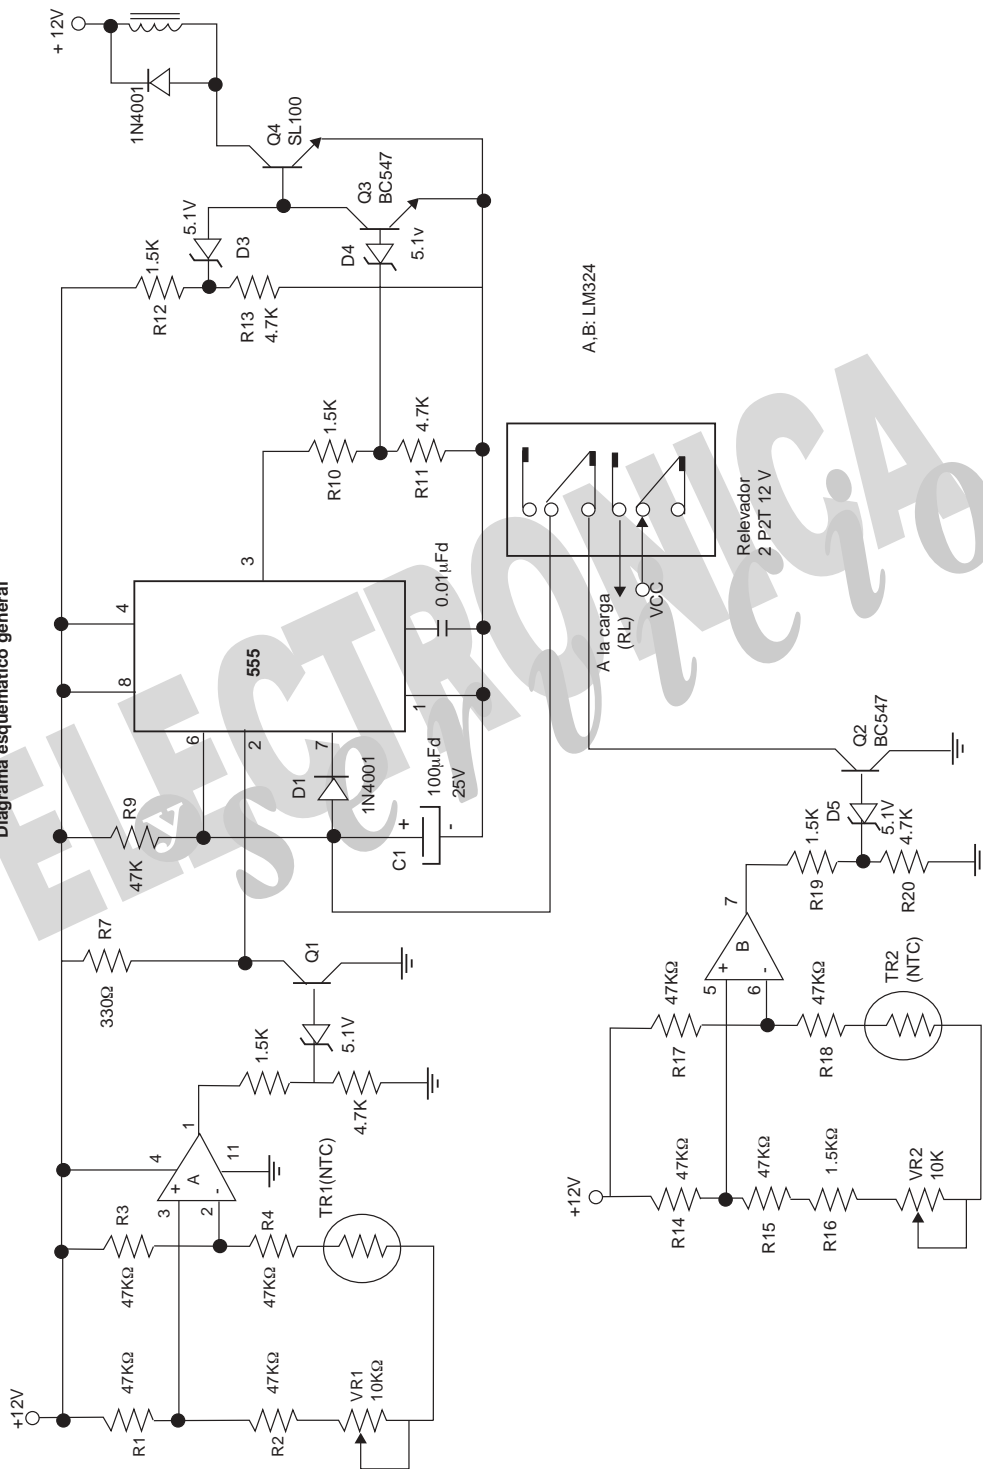 Diagrama esquemático general
+12V
R1
47KΩ
R2
47KΩ
VR1
10KΩ
R3
47KΩ
R4
47KΩ
TR1(NTC)
3
2
+
-
A
4
11
1
1.5K
4.7K
5.1V
Q1
R7
330Ω
R9
47K
C1
+
-
100µFd
25V
D1
1N4001
6
2
7
8
4
555
1
3
0.01µFd
R10
1.5K
R11
4.7K
R12
1.5K
R13
4.7K
D3
5.1V
D4
5.1v
Q3
BC547
Q4
SL100
1N4001
+ 12V
A,B: LM324
Relevador
2 P2T 12 V
A la carga
(RL)
VCC
+12V
R14
47KΩ
R15
47KΩ
R16
1.5KΩ
VR2
10K
R17
47KΩ
R18
47KΩ
TR2
(NTC)
5
6
+
-
B
7
R19
1.5K
R20
4.7K
D5
5.1V
Q2
BC547
ELECTRONICA
y servicio